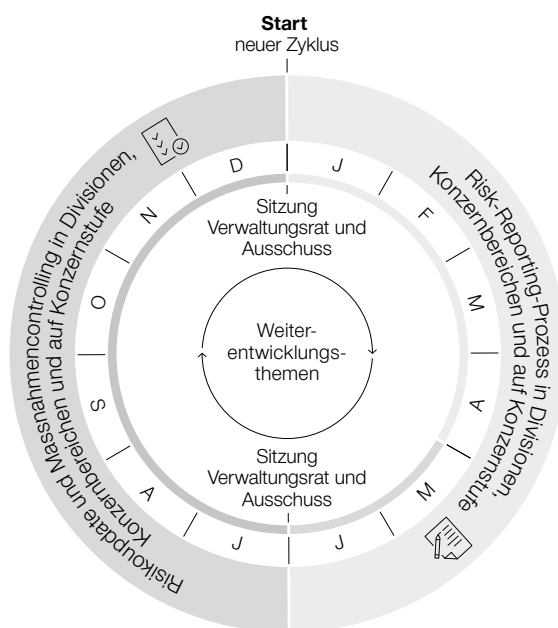 Start
neuer Zyklus
Risikoupdate und Massnahmencontrolling in Divisionen,
Konzernbereichen und auf Konzernstufe
Risk-Reporting-Prozess in Divisionen,
Konzernbereichen und auf Konzernstufe
J
F
M
A
M
J
J
A
S
O
N
D
Sitzung
Verwaltungsrat und
Ausschuss
Weiter-
entwicklungs-
themen
Sitzung
Verwaltungsrat und
Ausschuss